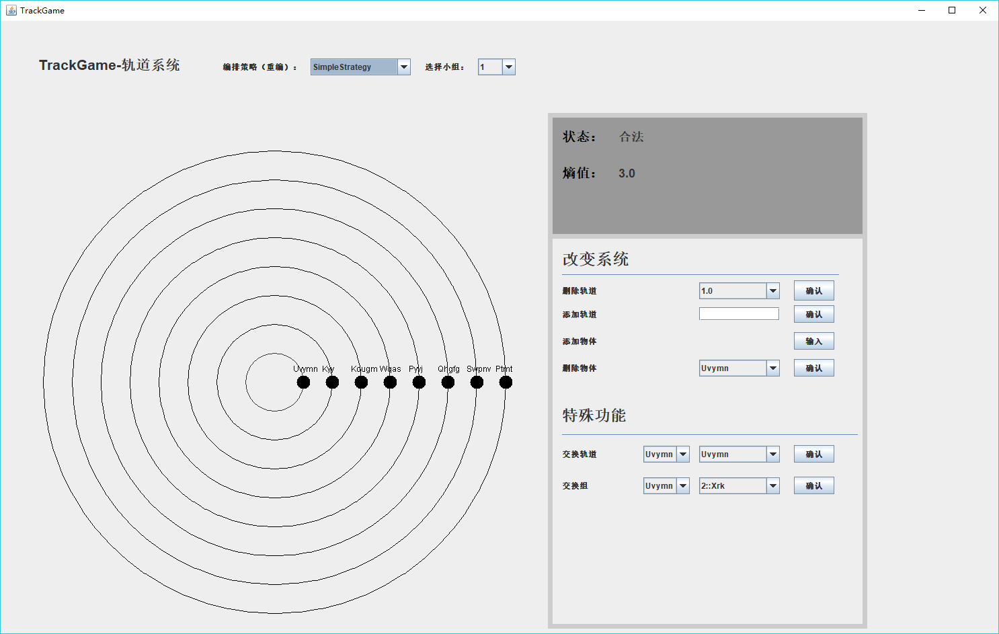 TrackGame
TrackGame-轨道系统 编排策略（重编）： SimpleStrategy 选择小组： 1
状态： 合法
熵值： 3.0
Uvymn Kyy Kougm Wqas Pyvj Qhgfg Swpnv Ptmt
改变系统
删除轨道 1.0 确认
添加轨道 确认
添加物体 输入
删除物体 Uvymn 确认
特殊功能
交换轨道 Uvymn Uvymn 确认
交换组 Uvymn 2::Xrk 确认